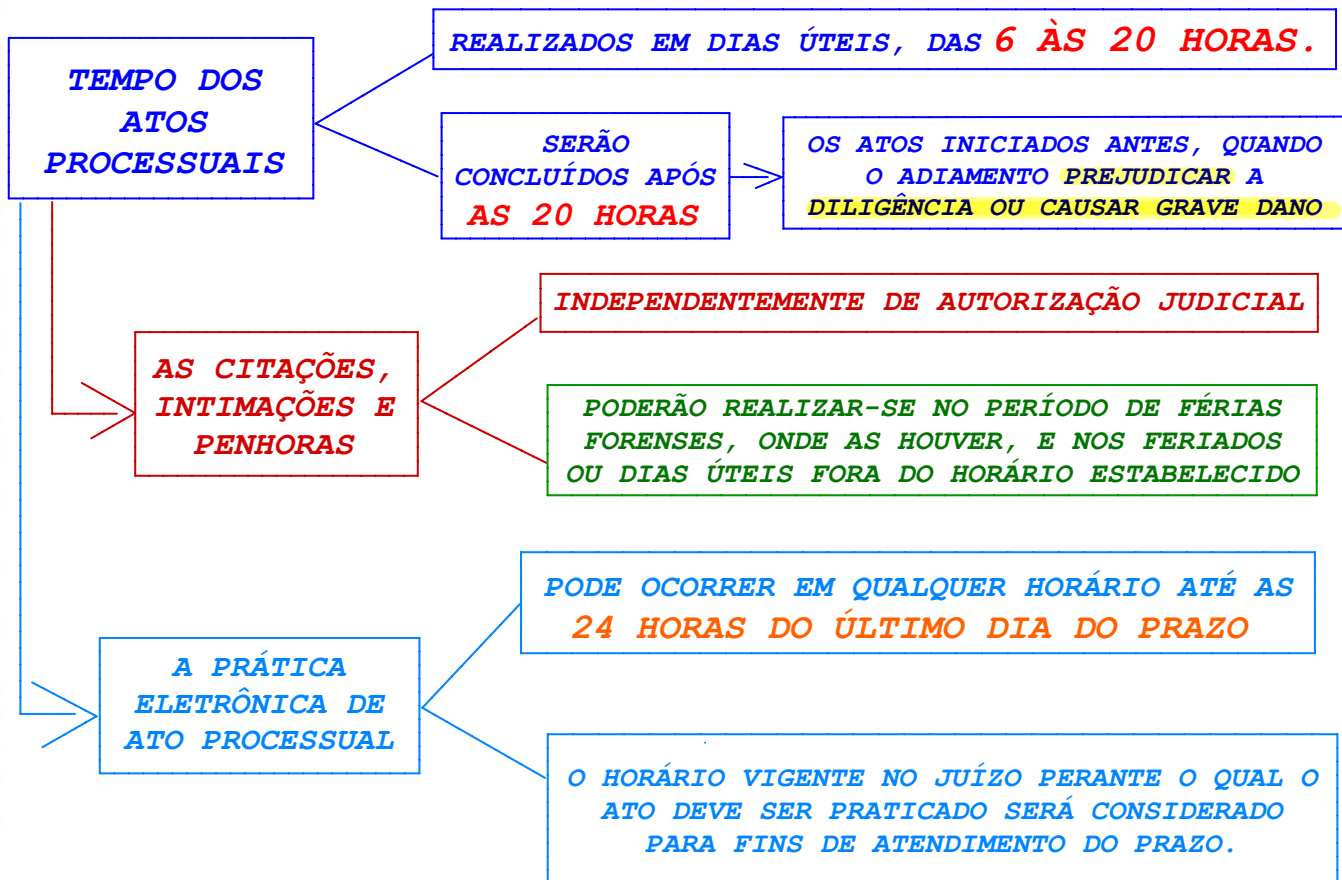 TEMPO DOS
ATOS
PROCESSUAIS
REALIZADOS EM DIAS ÚTEIS, DAS 6 ÀS 20 HORAS.
SERÃO
CONCLUÍDOS APÓS
AS 20 HORAS
OS ATOS INICIADOS ANTES, QUANDO
O ADIAMENTO PREJUDICAR A
DILIGÊNCIA OU CAUSAR GRAVE DANO
AS CITAÇÕES,
INTIMAÇÕES E
PENHORAS
INDEPENDENTEMENTE DE AUTORIZAÇÃO JUDICIAL
PODERÃO REALIZAR-SE NO PERÍODO DE FÉRIAS
FORENSES, ONDE AS HOUVER, E NOS FERIADOS
OU DIAS ÚTEIS FORA DO HORÁRIO ESTABELECIDO
A PRÁTICA
ELETRÔNICA DE
ATO PROCESSUAL
PODE OCORRER EM QUALQUER HORÁRIO ATÉ AS
24 HORAS DO ÚLTIMO DIA DO PRAZO
O HORÁRIO VIGENTE NO JUÍZO PERANTE O QUAL O
ATO DEVE SER PRATICADO SERÁ CONSIDERADO
PARA FINS DE ATENDIMENTO DO PRAZO.